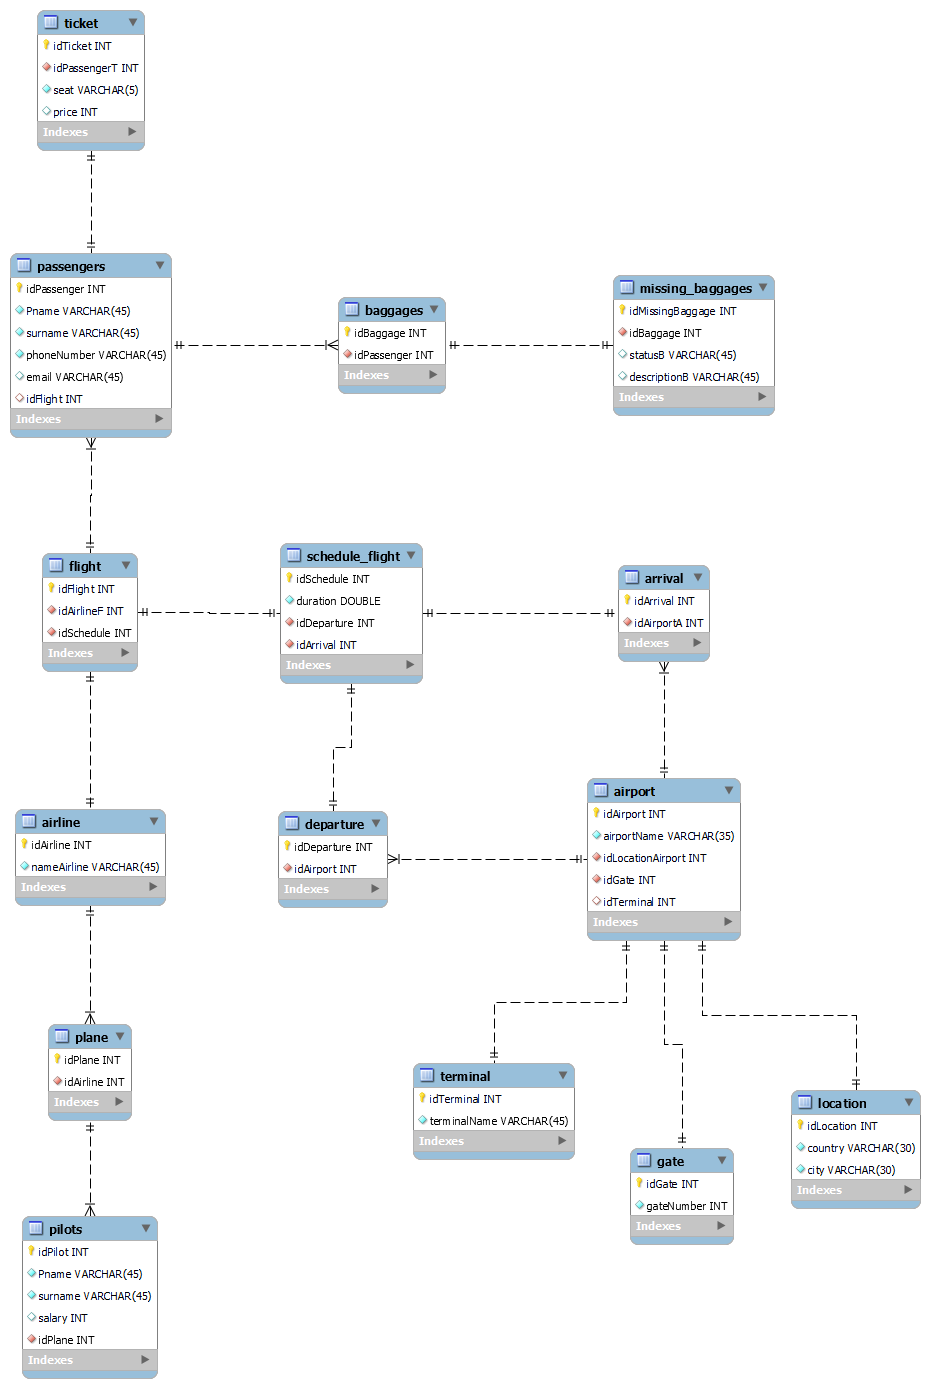 ticket
idTicket INT
idPassengerT INT
seat VARCHAR(5)
price INT
Indexes
passengers
idPassenger INT
Pname VARCHAR(45)
surname VARCHAR(45)
phoneNumber VARCHAR(45)
email VARCHAR(45)
idFlight INT
Indexes
baggages
idBaggage INT
idPassenger INT
Indexes
missing_baggages
idMissingBaggage INT
idBaggage INT
statusB VARCHAR(45)
descriptionB VARCHAR(45)
Indexes
flight
idFlight INT
idAirlineF INT
idSchedule INT
Indexes
schedule_flight
idSchedule INT
duration DOUBLE
idDeparture INT
idArrival INT
Indexes
arrival
idArrival INT
idAirportA INT
Indexes
airline
idAirline INT
nameAirline VARCHAR(45)
Indexes
departure
idDeparture INT
idAirport INT
Indexes
airport
idAirport INT
airportName VARCHAR(35)
idLocationAirport INT
idGate INT
idTerminal INT
Indexes
plane
idPlane INT
idAirline INT
Indexes
terminal
idTerminal INT
terminalName VARCHAR(45)
Indexes
gate
idGate INT
gateNumber INT
Indexes
location
idLocation INT
country VARCHAR(30)
city VARCHAR(30)
Indexes
pilots
idPilot INT
Pname VARCHAR(45)
surname VARCHAR(45)
salary INT
idPlane INT
Indexes